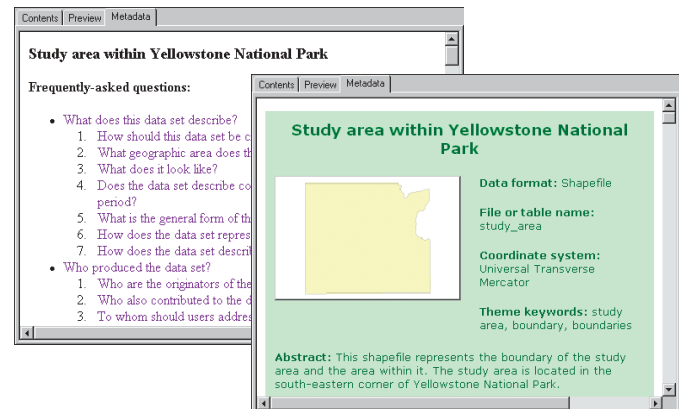 Contents Preview Metadata
Study area within Yellowstone National Park
Frequently-asked questions:
• What does this data set describe?
1. How should this data set be c
2. What geographic area does th
3. What does it look like?
4. Does the data set describe co
period?
5. What is the general form of th
6. How does the data set repres
7. How does the data set descri
• Who produced the data set?
1. Who are the originators of the
2. Who also contributed to the d
3. To whom should users addres
Contents Preview Metadata
Study area within Yellowstone National
Park
Data format: Shapefile
File or table name:
study_area
Coordinate system:
Universal Transverse
Mercator
Theme keywords: study
area, boundary, boundaries
Abstract: This shapefile represents the boundary of the study
area and the area within it. The study area is located in the
south-eastern corner of Yellowstone National Park.